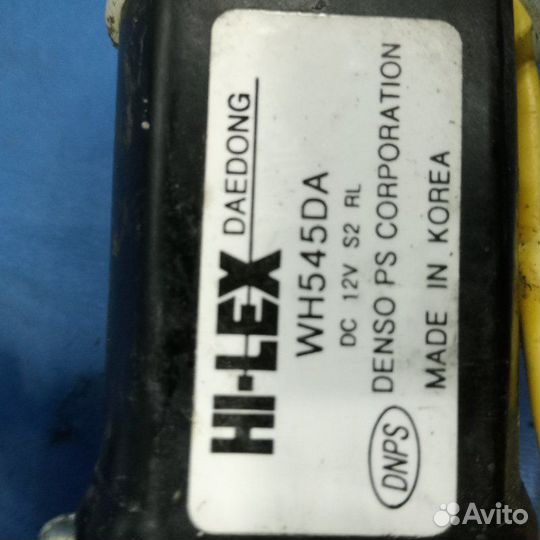 HI-LEX DAEDONG
WH545DA
DC 12V S2 RL
DNPS DENSO PS CORPORATION
MADE IN KOREA
Avito